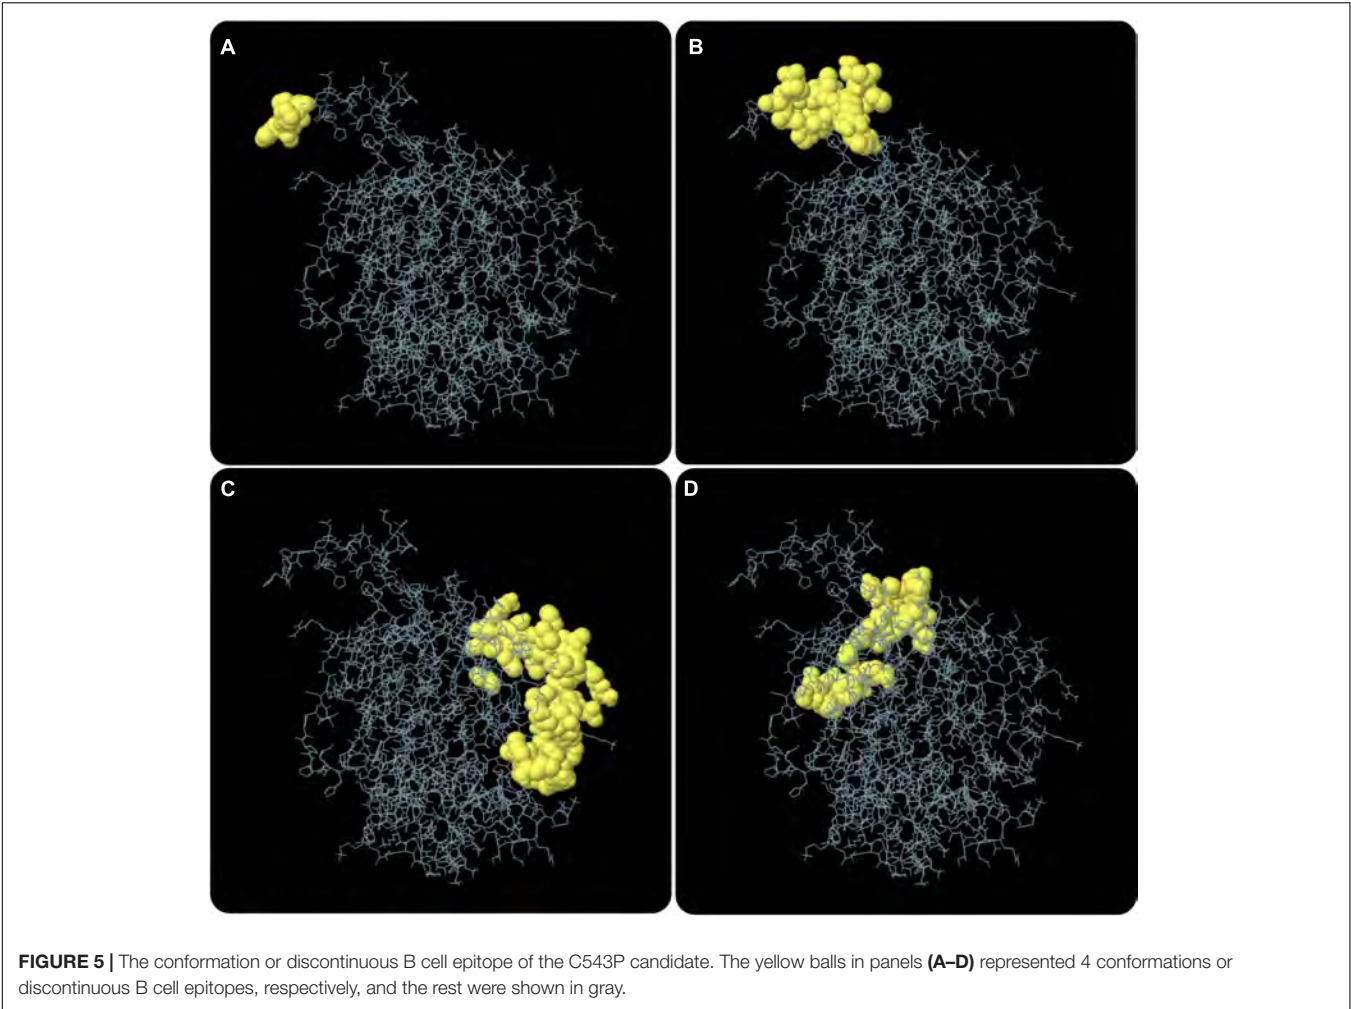 A
B
C
D
FIGURE 5 | The conformation or discontinuous B cell epitope of the C543P candidate. The yellow balls in panels (A–D) represented 4 conformations or
discontinuous B cell epitopes, respectively, and the rest were shown in gray.